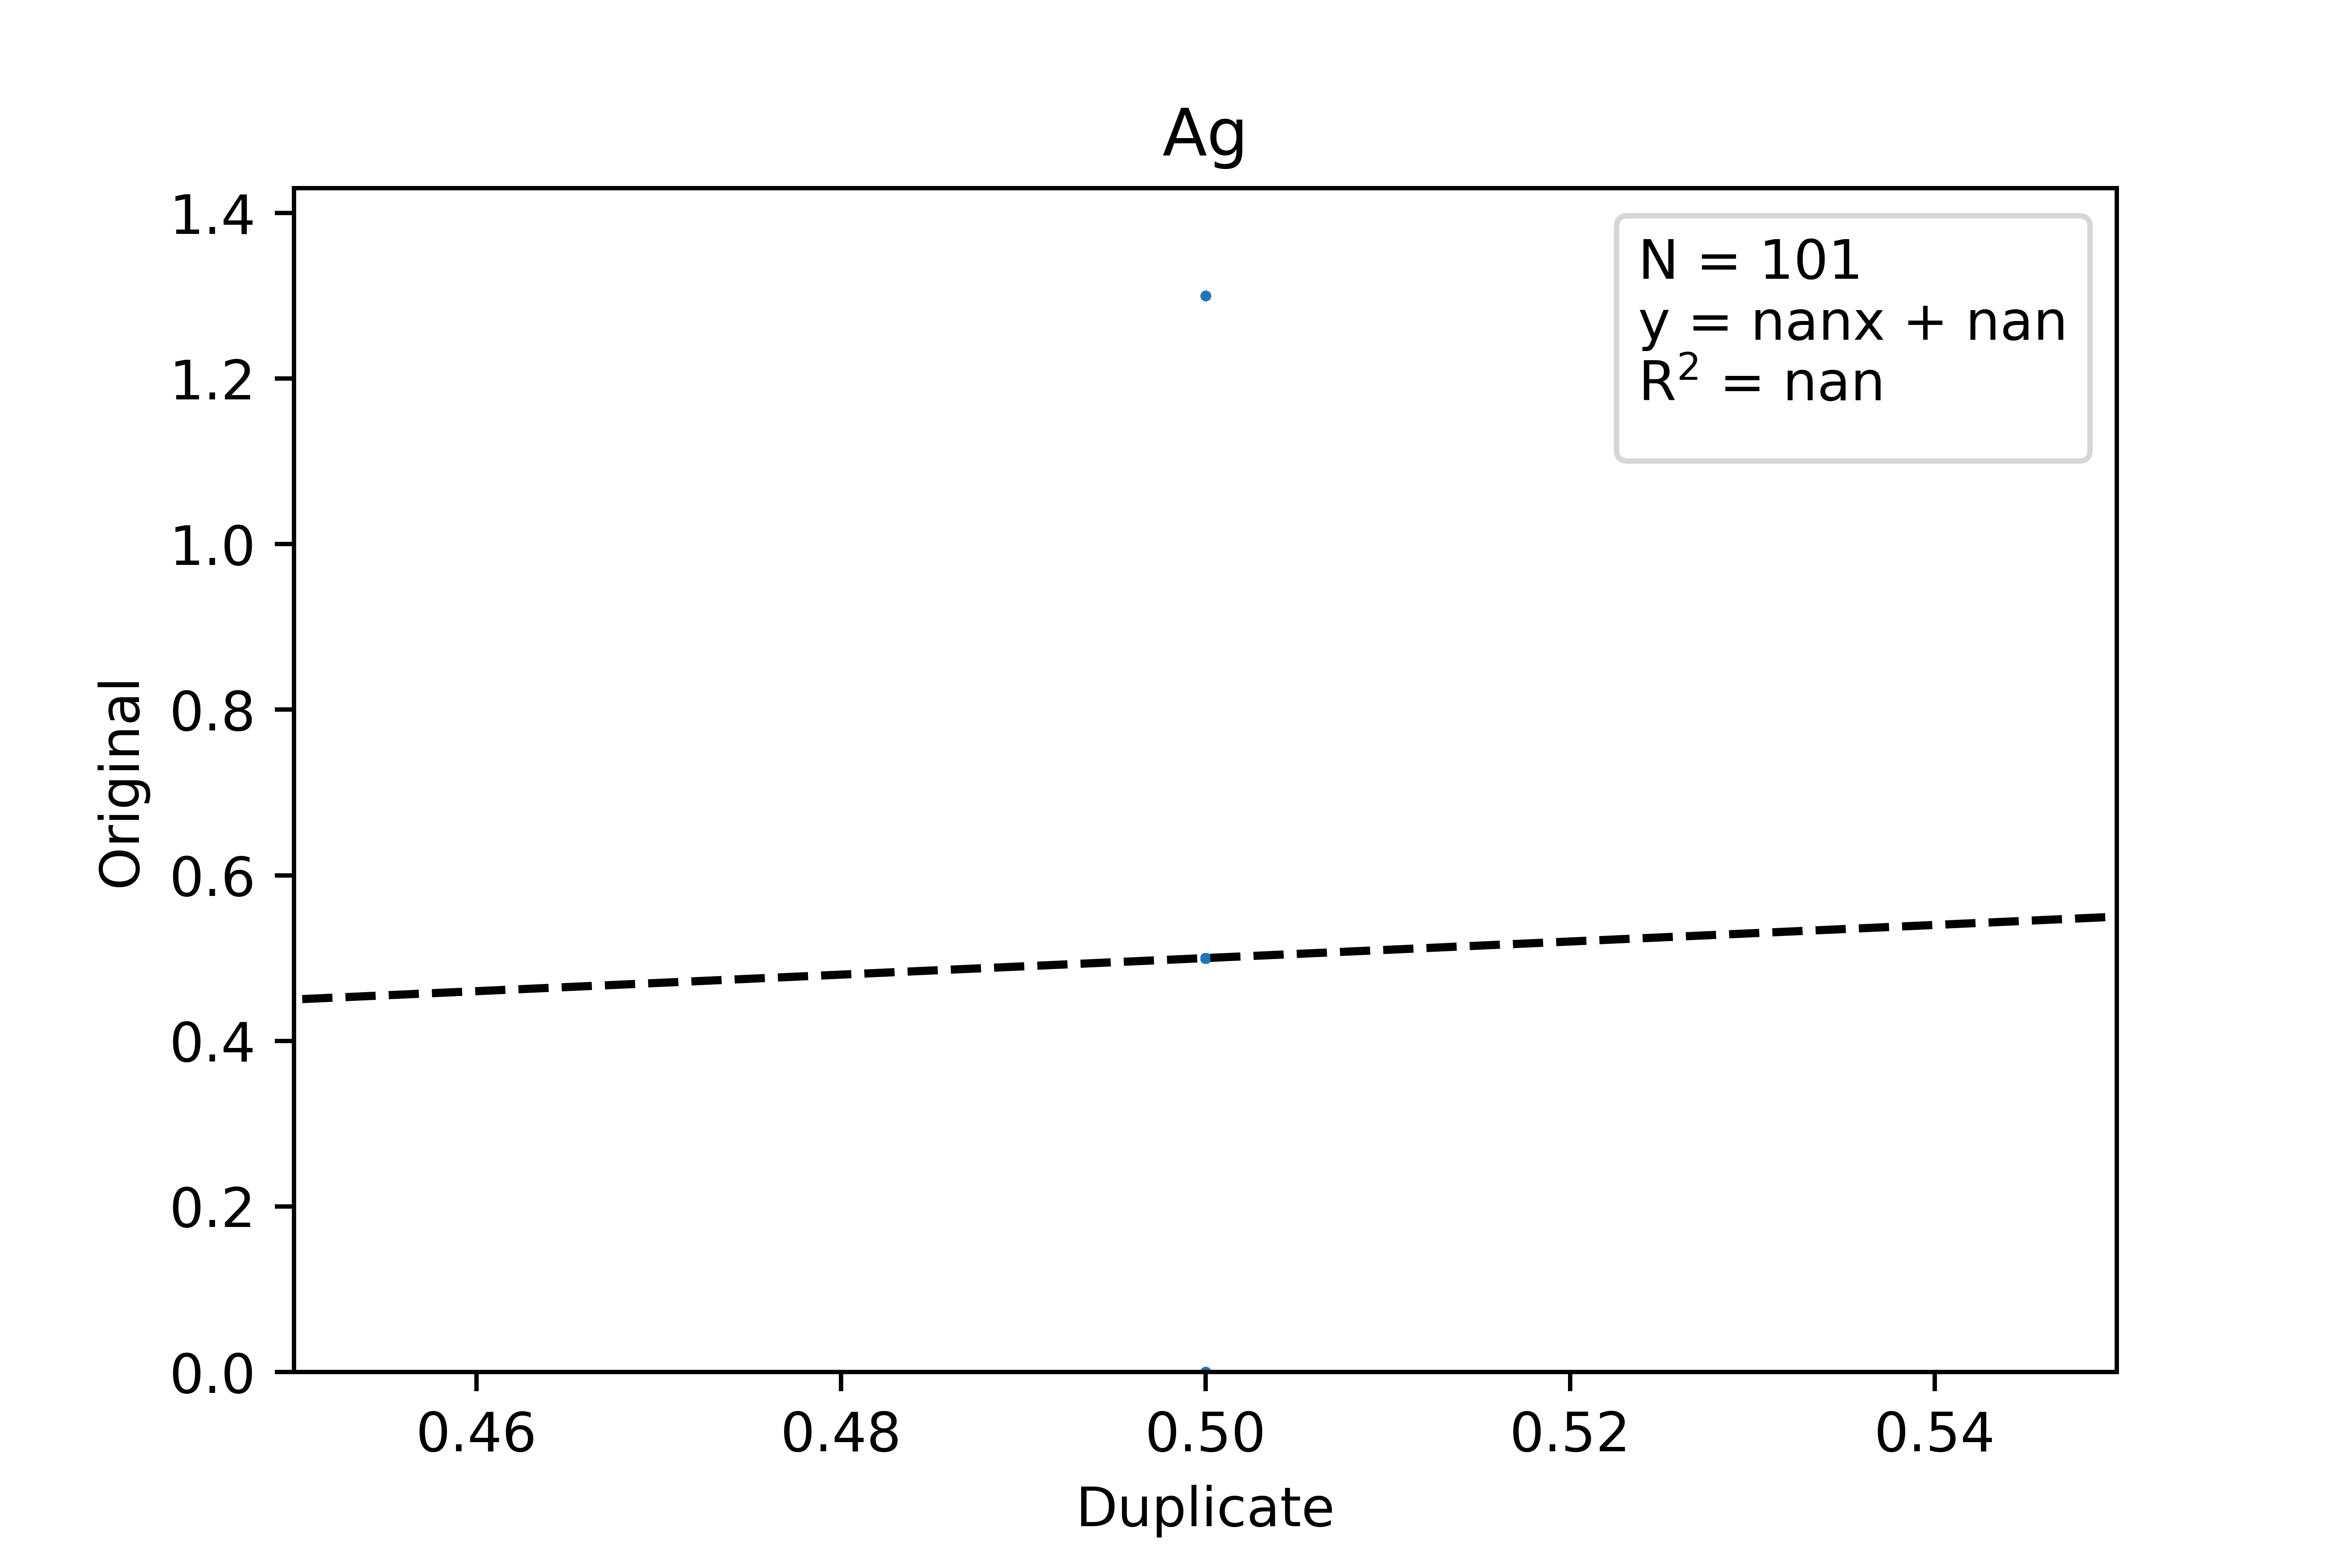 Ag
1.4
1.2
1.0
0.8
0.6
0.4
0.2
0.0
Original
N = 101
y = nanx + nan
R² = nan
0.46 0.48 0.50 0.52 0.54
Duplicate